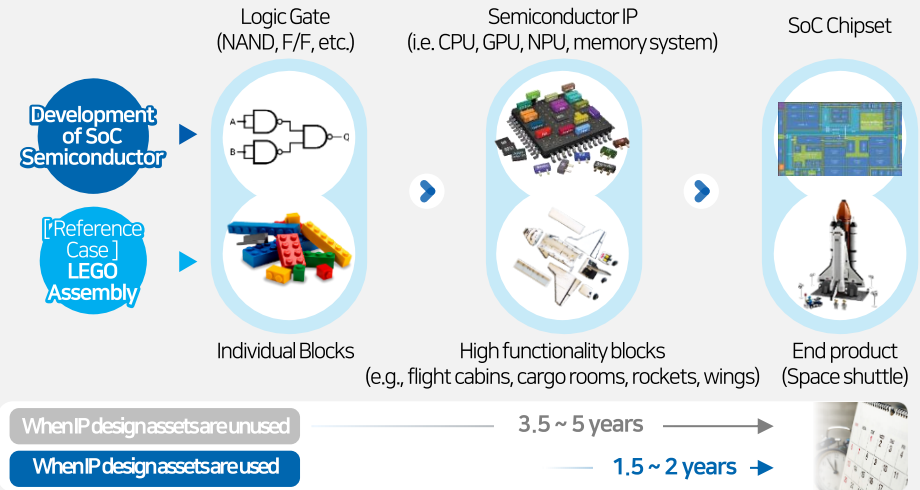 Logic Gate
(NAND, F/F, etc.)
Semiconductor IP
(i.e. CPU, GPU, NPU, memory system)
SoC Chipset
Development
of SoC
Semiconductor
A
B
Q
[Reference
Case]
LEGO
Assembly
Individual Blocks
High functionality blocks
(e.g., flight cabins, cargo rooms, rockets, wings)
End product
(Space shuttle)
When IP design assets are unused
3.5 ~ 5 years
When IP design assets are used
1.5 ~ 2 years